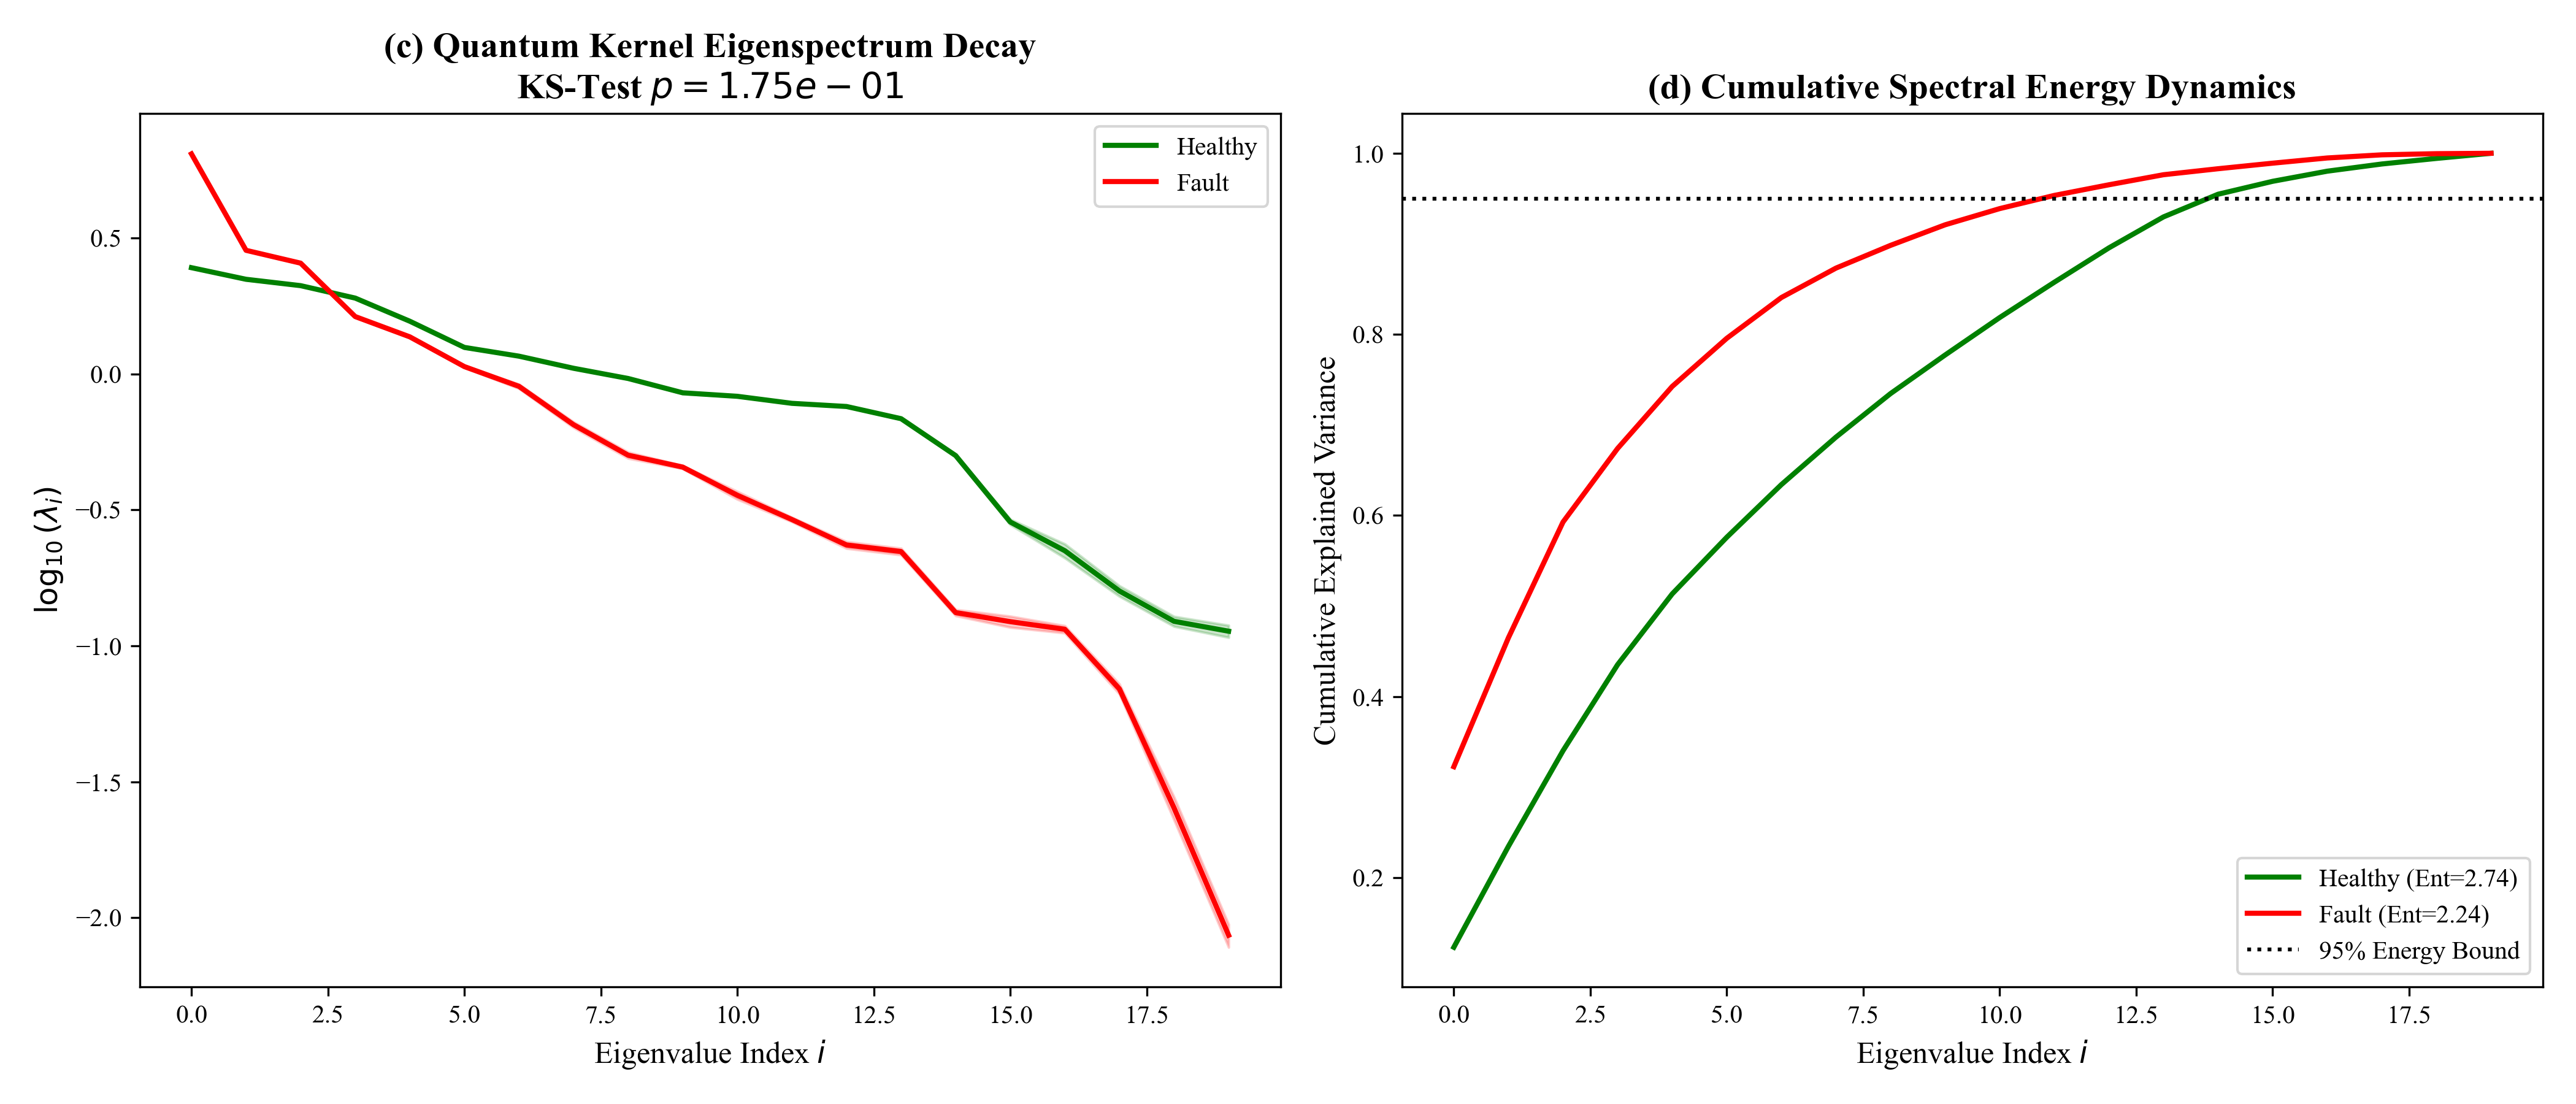 (c) Quantum Kernel Eigenspectrum Decay
KS-Test p = 1.75e − 01
Healthy
Fault
0.5
0.0
−0.5
−1.0
−1.5
−2.0
log₁₀(λᵢ)
0.0 2.5 5.0 7.5 10.0 12.5 15.0 17.5
Eigenvalue Index i
(d) Cumulative Spectral Energy Dynamics
1.0
0.8
0.6
0.4
0.2
Cumulative Explained Variance
Healthy (Ent=2.74)
Fault (Ent=2.24)
95% Energy Bound
0.0 2.5 5.0 7.5 10.0 12.5 15.0 17.5
Eigenvalue Index i